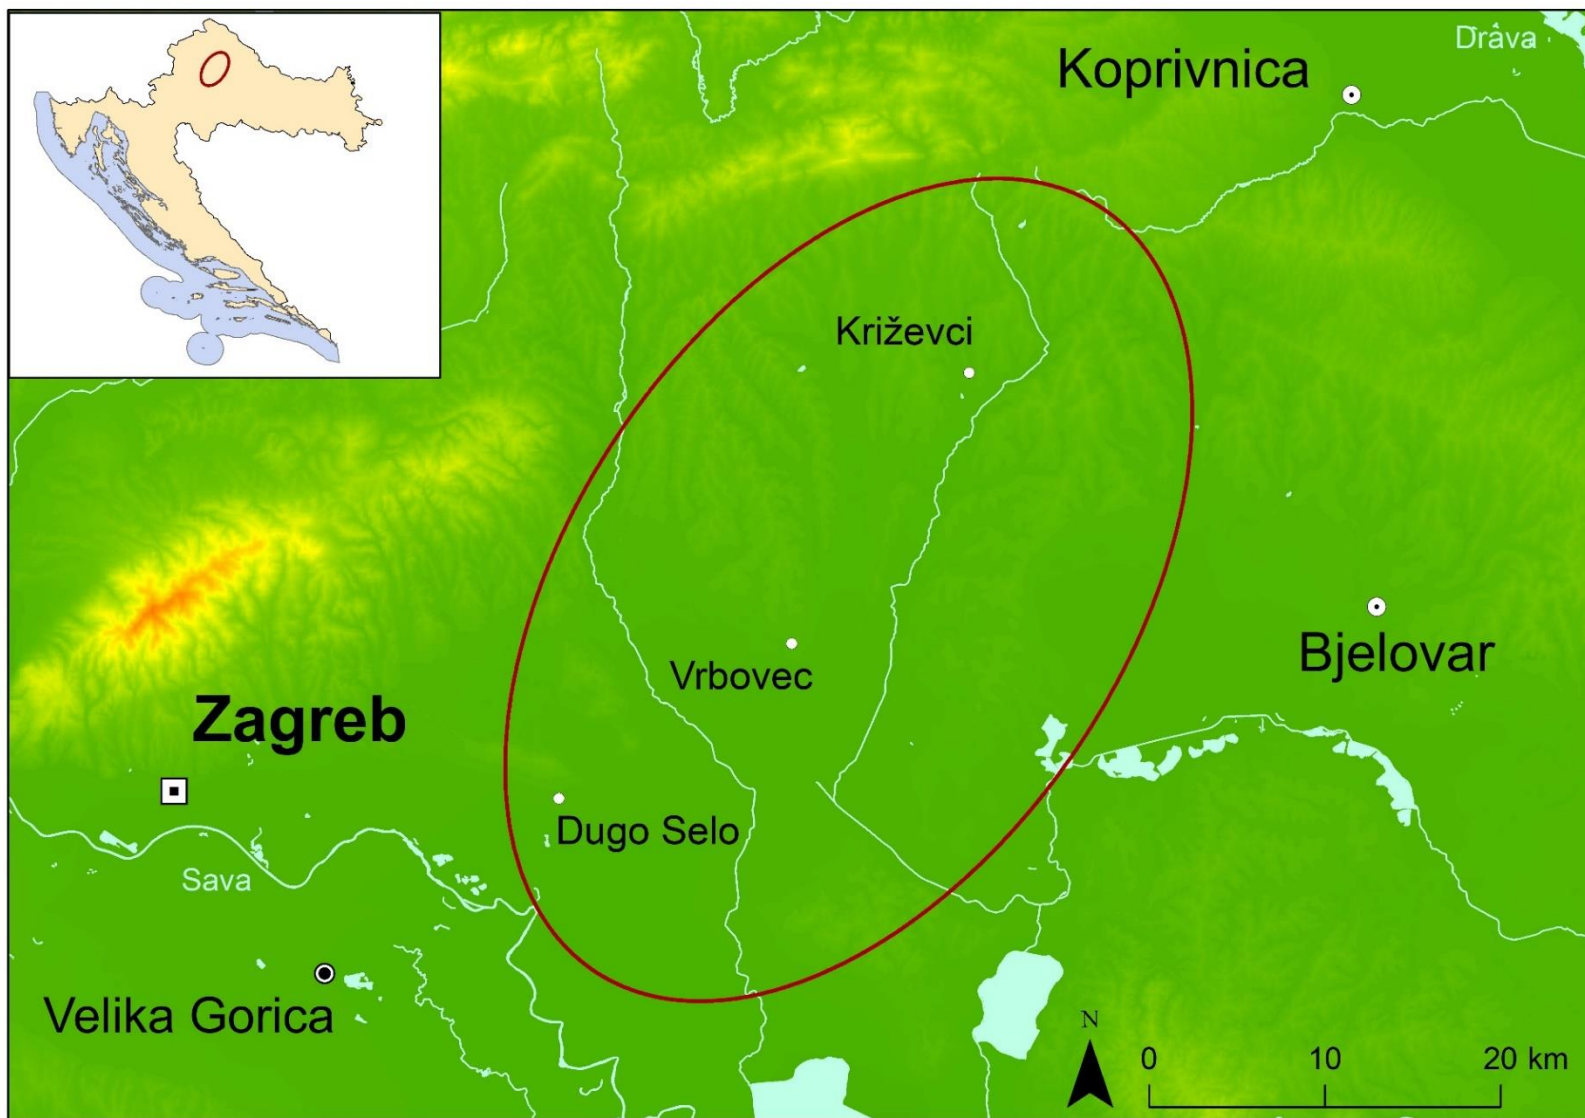 Drava
Koprivnica
Križevci
Vrbovec
Bjelovar
Zagreb
Dugo Selo
Sava
Velika Gorica
N
0 10 20 km